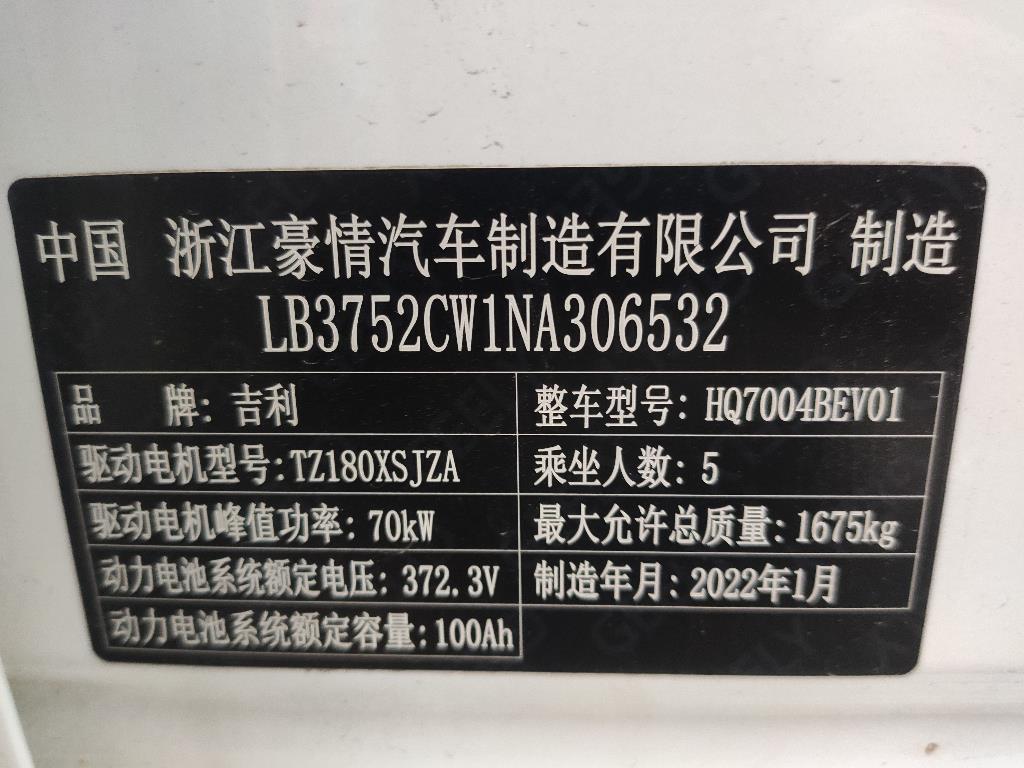 中国 浙江豪情汽车制造有限公司 制造
LB3752CW1NA306532
品 牌: 吉利 整车型号: HQ7004BEV01
驱动电机型号: TZ180XSJZA 乘坐人数: 5
驱动电机峰值功率: 70kW 最大允许总质量: 1675kg
动力电池系统额定电压: 372.3V 制造年月: 2022年1月
动力电池系统额定容量: 100Ah